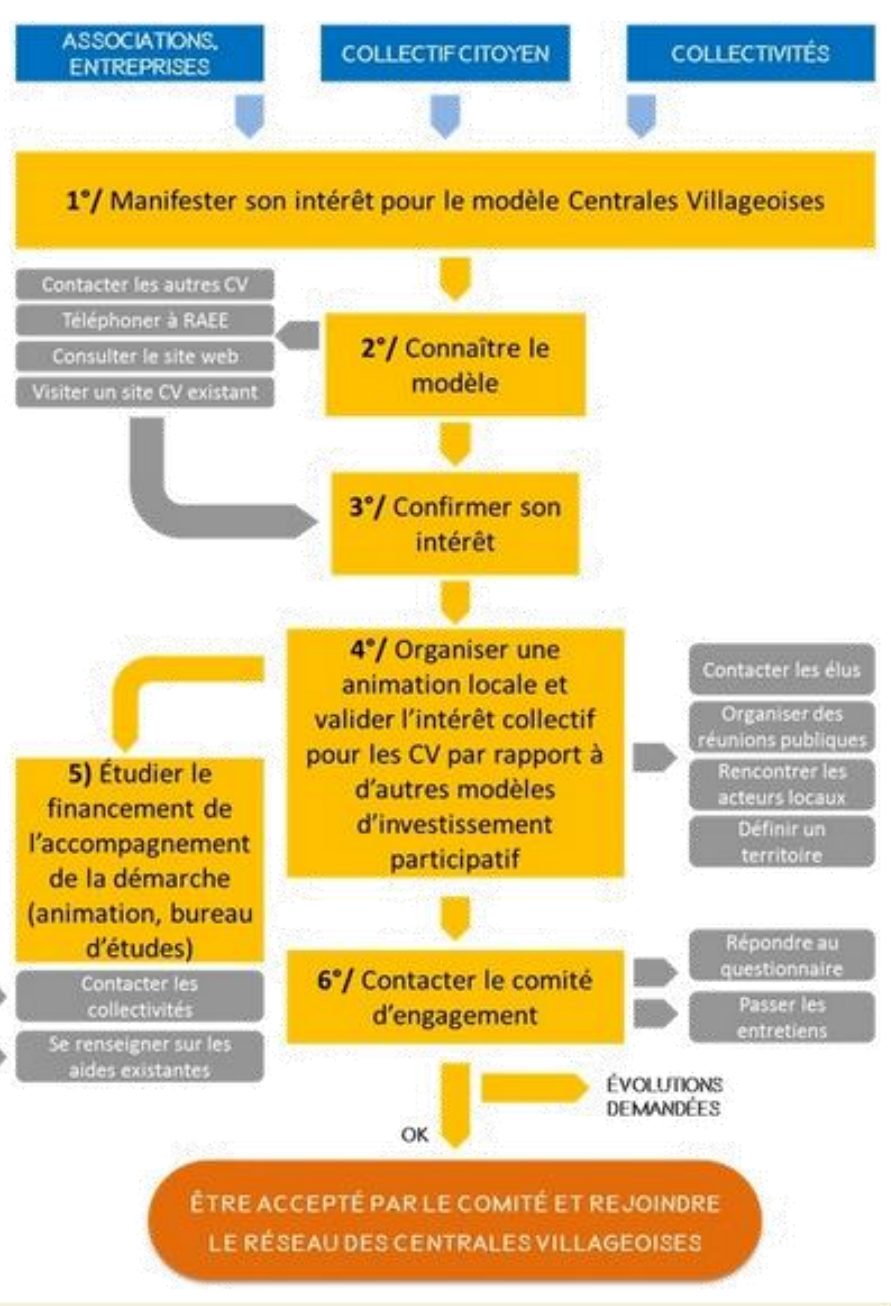 ASSOCIATIONS,
ENTREPRISES
COLLECTIF CITOYEN
COLLECTIVITÉS
1°/ Manifester son intérêt pour le modèle Centrales Villageoises
Contacter les autres CV
Téléphoner à RAEE
Consulter le site web
Visiter un site CV existant
2°/ Connaître le
modèle
3°/ Confirmer son
intérêt
4°/ Organiser une
animation locale et
valider l'intérêt collectif
pour les CV par rapport à
d'autres modèles
d'investissement
participatif
Contacter les élus
Organiser des
réunions publiques
Rencontrer les
acteurs locaux
Définir un
territoire
5) Étudier le
financement de
l'accompagnement
de la démarche
(animation, bureau
d'études)
Contacter les
collectivités
Se renseigner sur les
aides existantes
6°/ Contacter le comité
d'engagement
Répondre au
questionnaire
Passer les
entretiens
ÉVOLUTIONS
DEMANDÉES
OK
ÊTRE ACCEPTÉ PAR LE COMITÉ ET REJOINDRE
LE RÉSEAU DES CENTRALES VILLAGEOISES